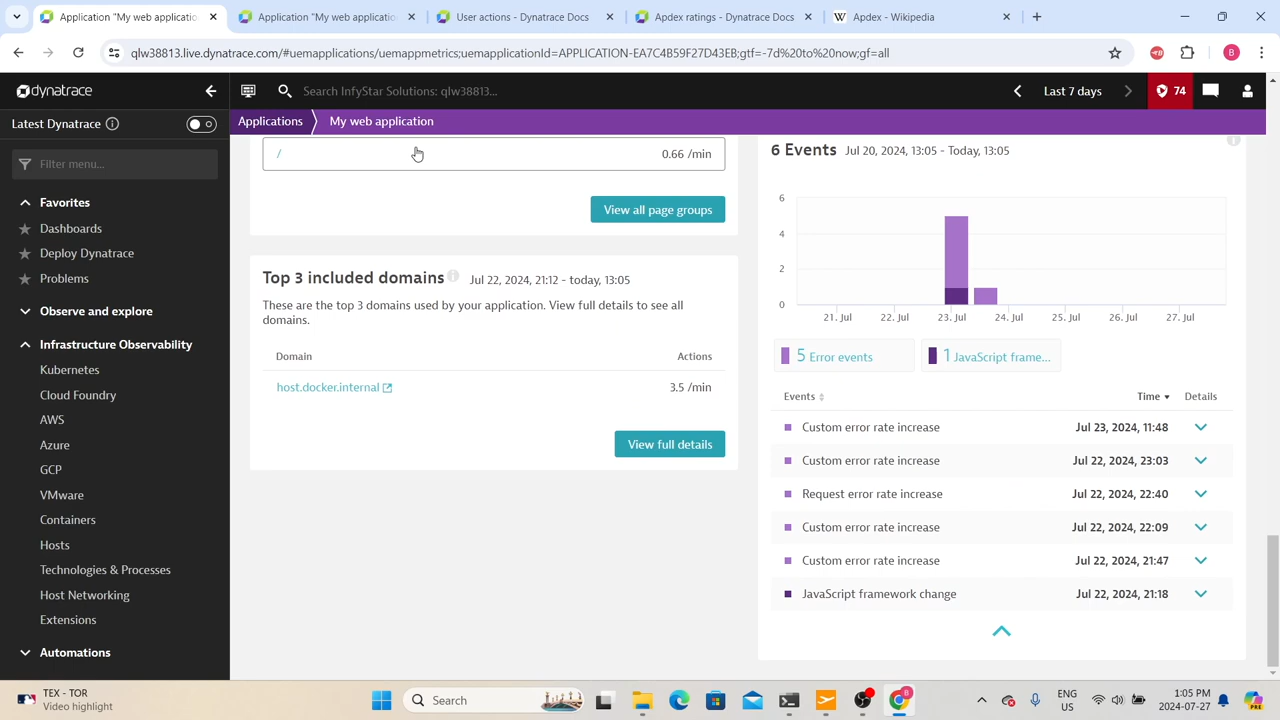 Application "My web applicatio
Application "My web applicatio
User actions - Dynatrace Docs
Apdex ratings - Dynatrace Docs
Apdex - Wikipedia
qlw38813.live.dynatrace.com/#uemapplications/uemappmetrics;uemapplicationId=APPLICATION-EA7C4B59F27D43EB;gtf=-7d%20to%20now;gf=all
B
dynatrace
Search InfyStar Solutions: qlw38813...
Last 7 days
74
Latest Dynatrace
Applications
My web application
Filter menu...
Favorites
Dashboards
Deploy Dynatrace
Problems
Observe and explore
Infrastructure Observability
Kubernetes
Cloud Foundry
AWS
Azure
GCP
VMware
Containers
Hosts
Technologies & Processes
Host Networking
Extensions
Automations
/ 0.66 /min
View all page groups
Top 3 included domains Jul 22, 2024, 21:12 - today, 13:05
These are the top 3 domains used by your application. View full details to see all
domains.
Domain Actions
host.docker.internal 3.5 /min
View full details
6 Events Jul 20, 2024, 13:05 - Today, 13:05
6
4
2
0
21. Jul 22. Jul 23. Jul 24. Jul 25. Jul 26. Jul 27. Jul
5 Error events 1 JavaScript frame...
Events Time Details
Custom error rate increase Jul 23, 2024, 11:48
Custom error rate increase Jul 22, 2024, 23:03
Request error rate increase Jul 22, 2024, 22:40
Custom error rate increase Jul 22, 2024, 22:09
Custom error rate increase Jul 22, 2024, 21:47
JavaScript framework change Jul 22, 2024, 21:18
TEX - TOR
Video highlight
Search
ENG
US
1:05 PM
2024-07-27